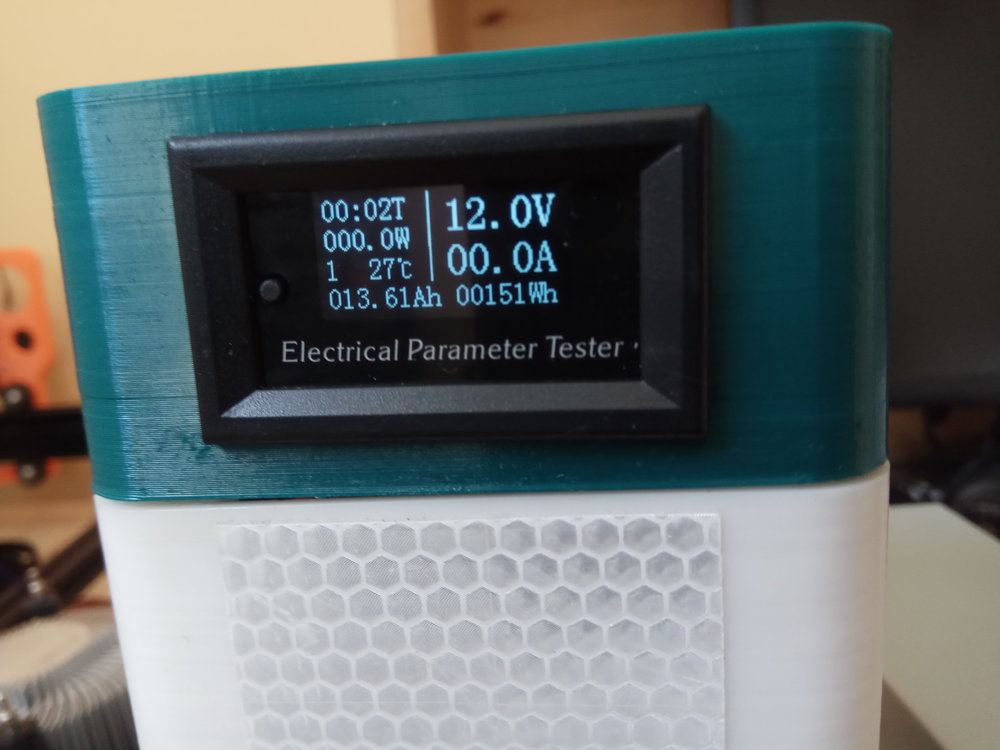 00:02T
12.0V
000.0W
00.0A
1 27℃
013.61Ah 00151Wh
Electrical Parameter Tester